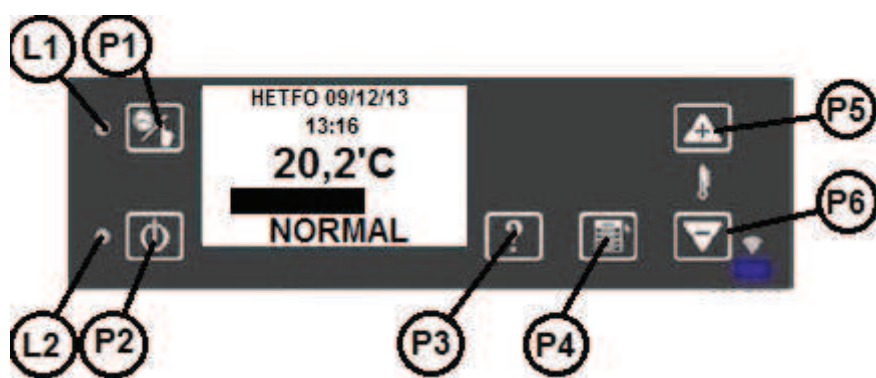 L1 P1
HETFO 09/12/13
13:16
20,2'C
NORMAL
P5
P6
L2 P2
P3
P4